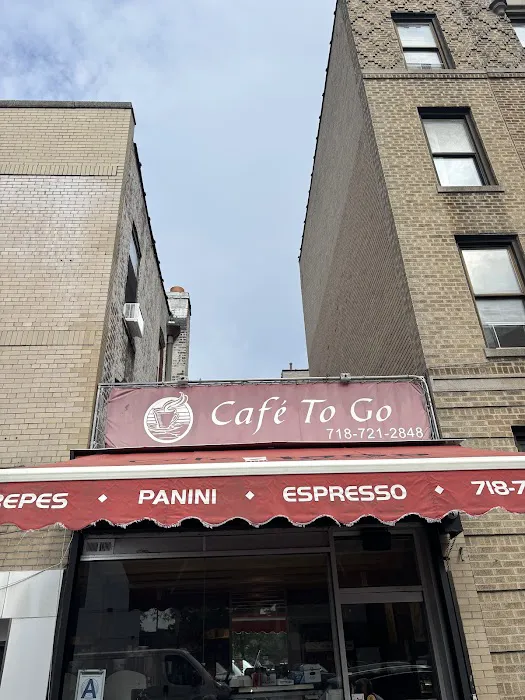 Café To Go
718-721-2848
REPES ◆ PANINI ◆ ESPRESSO ◆ 718-7
A